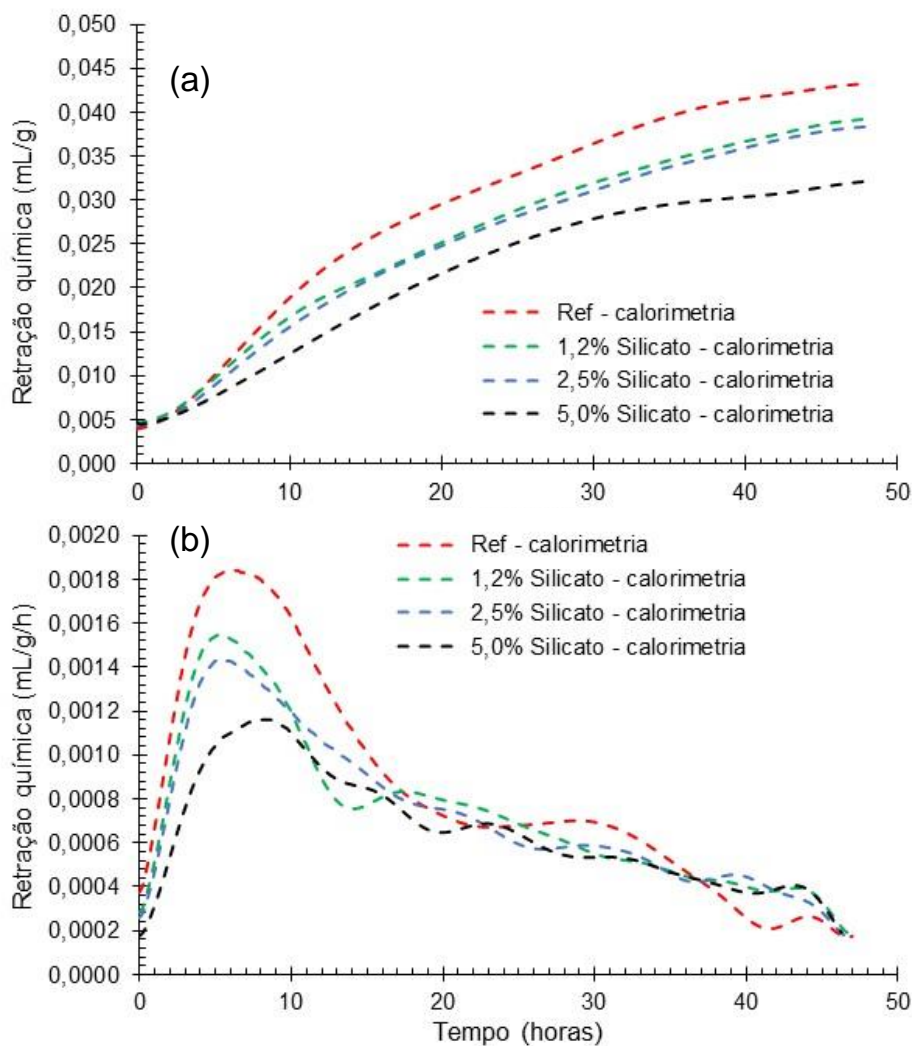 (a)
Retração química (mL/g)
0,050
0,045
0,040
0,035
0,030
0,025
0,020
0,015
0,010
0,005
0,000
Ref - calorimetria
1,2% Silicato - calorimetria
2,5% Silicato - calorimetria
5,0% Silicato - calorimetria
0 10 20 30 40 50
(b)
Retração química (mL/g/h)
0,0020
0,0018
0,0016
0,0014
0,0012
0,0010
0,0008
0,0006
0,0004
0,0002
0,0000
Ref - calorimetria
1,2% Silicato - calorimetria
2,5% Silicato - calorimetria
5,0% Silicato - calorimetria
0 10 20 30 40 50
Tempo (horas)